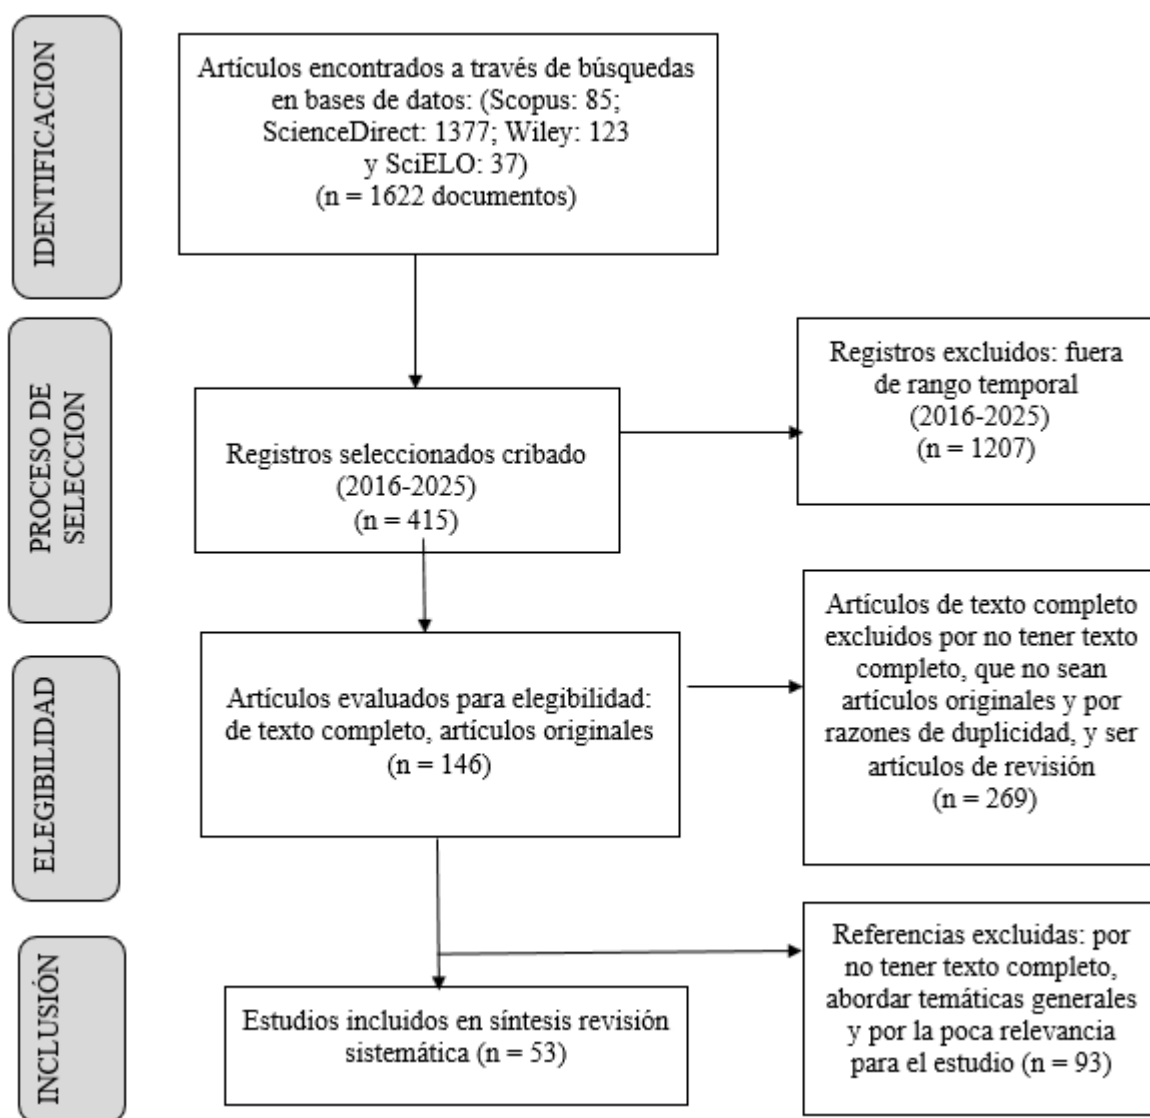 IDENTIFICACION
Artículos encontrados a través de búsquedas
en bases de datos: (Scopus: 85;
ScienceDirect: 1377; Wiley: 123
y SciELO: 37)
(n = 1622 documentos)
PROCESO DE
SELECCION
Registros seleccionados cribado
(2016-2025)
(n = 415)
Registros excluidos: fuera
de rango temporal
(2016-2025)
(n = 1207)
ELEGIBILIDAD
Artículos evaluados para elegibilidad:
de texto completo, artículos originales
(n = 146)
Artículos de texto completo
excluidos por no tener texto
completo, que no sean
artículos originales y por
razones de duplicidad, y ser
artículos de revisión
(n = 269)
INCLUSIÓN
Estudios incluidos en síntesis revisión
sistemática (n = 53)
Referencias excluidas: por
no tener texto completo,
abordar temáticas generales
y por la poca relevancia
para el estudio (n = 93)